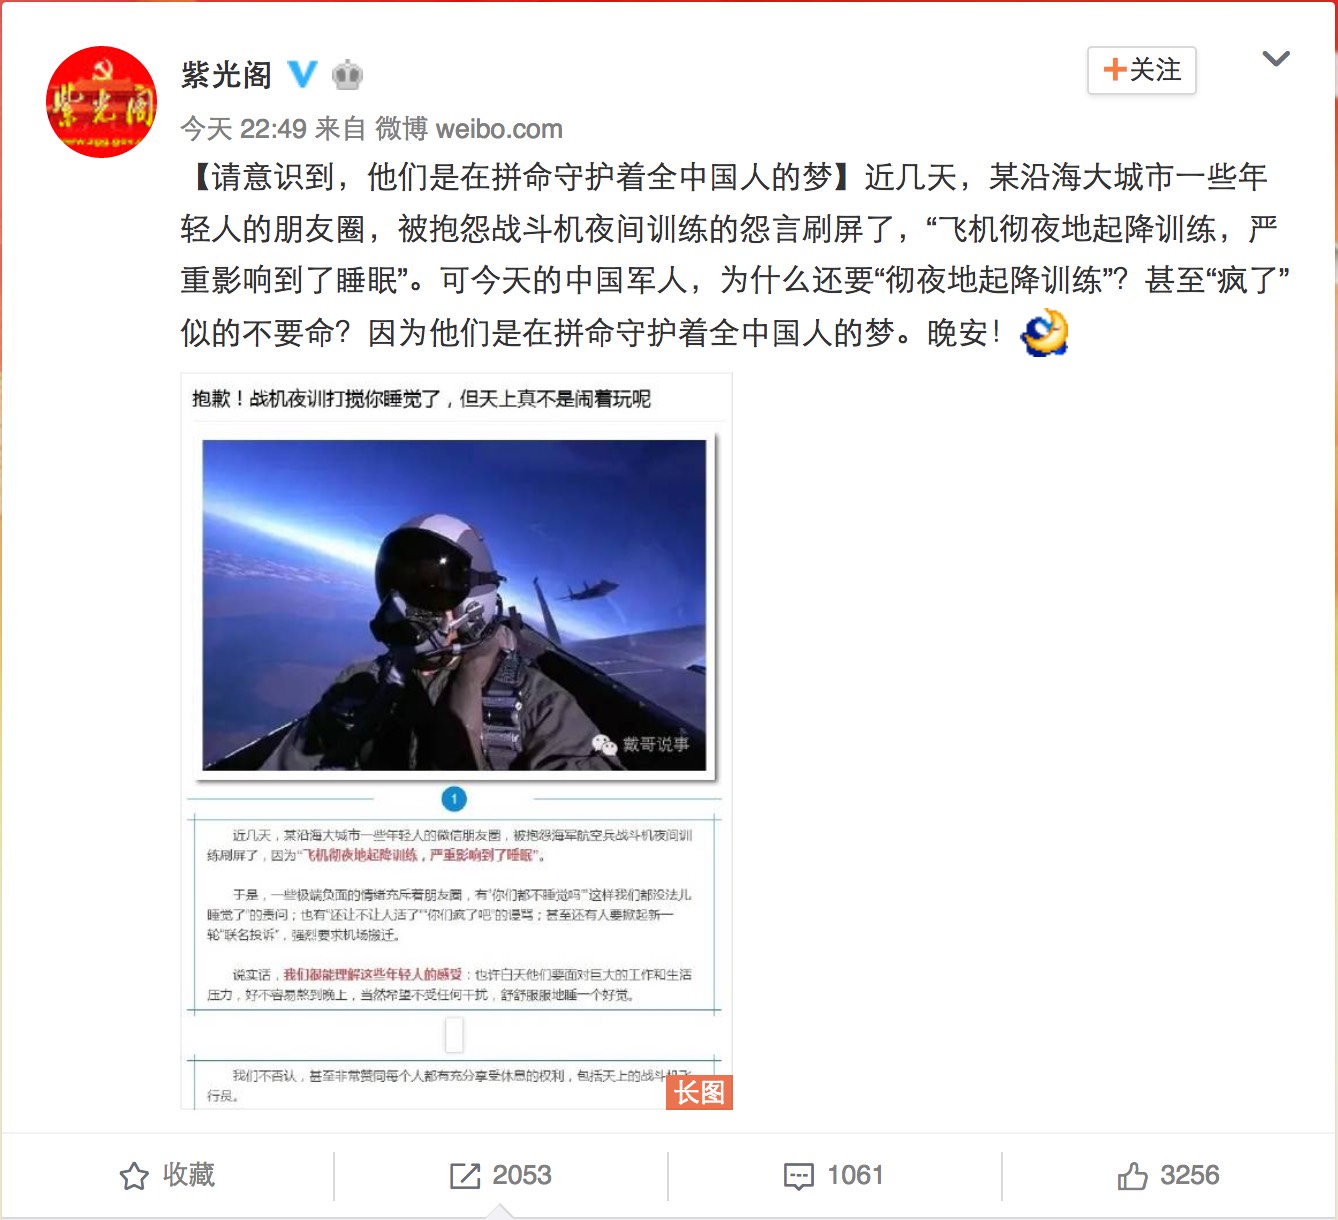 紫光阁
紫光阁
+关注
今天 22:49 来自 微博 weibo.com
【请意识到，他们是在拼命守护着全中国人的梦】近几天，某沿海大城市一些年
轻人的朋友圈，被抱怨战斗机夜间训练的怨言刷屏了，“飞机彻夜地起降训练，严
重影响到了睡眠”。可今天的中国军人，为什么还要“彻夜地起降训练”？甚至“疯了”
似的不要命？因为他们是在拼命守护着全中国人的梦。晚安！
抱歉！战机夜训打搅你睡觉了，但天上真不是闹着玩呢
戴哥说事
1
近几天，某沿海大城市一些年轻人的微信朋友圈，被抱怨海军航空兵战斗机夜间训
练刷屏了，因为“飞机彻夜地起降训练，严重影响到了睡眠”。
于是，一些极端负面的情绪充斥着朋友圈，有“你们都不睡觉吗”“这样我们都没法儿
睡觉了”的责问；也有“还让不让人活了”“你们疯了吧”的谩骂；甚至还有人要掀起新一
轮“联名投诉”，强烈要求机场搬迁。
说实话，我们很能理解这些年轻人的感受：也许白天他们要面对巨大的工作和生活
压力，好不容易熬到晚上，当然希望不受任何干扰，舒舒服服地睡一个好觉。
我们不否认，甚至非常赞同每个人都有充分享受休息的权利，包括天上的战斗机飞
行员。
长图
收藏
2053
1061
3256